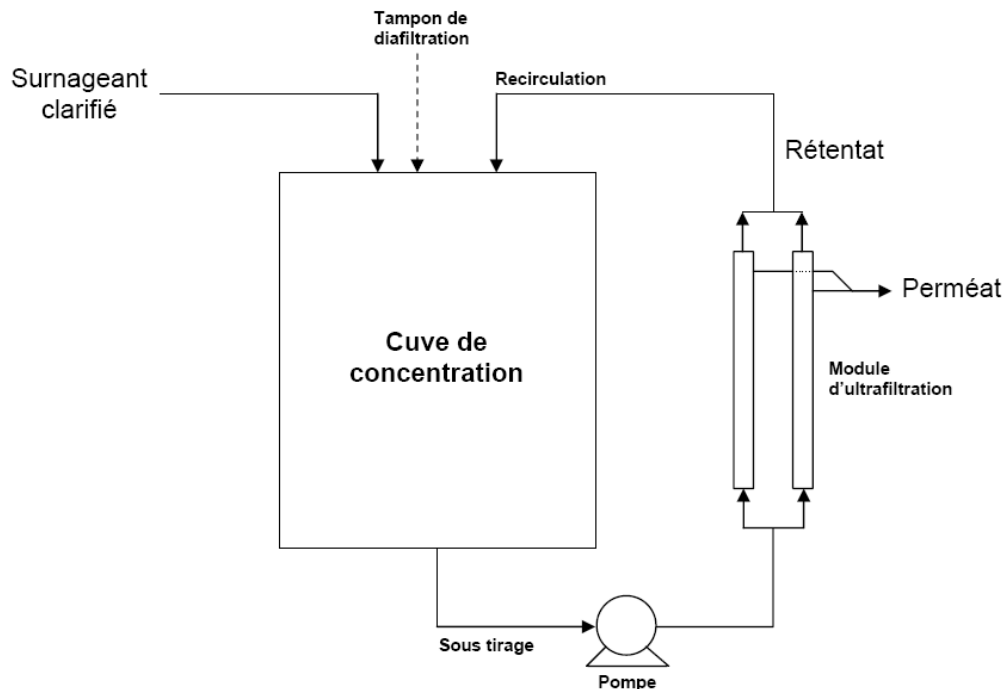 Tampon de
diafiltration
Surnageant
clarifié
Recirculation
Rétentat
Perméat
Cuve de
concentration
Module
d'ultrafiltration
Sous tirage
Pompe